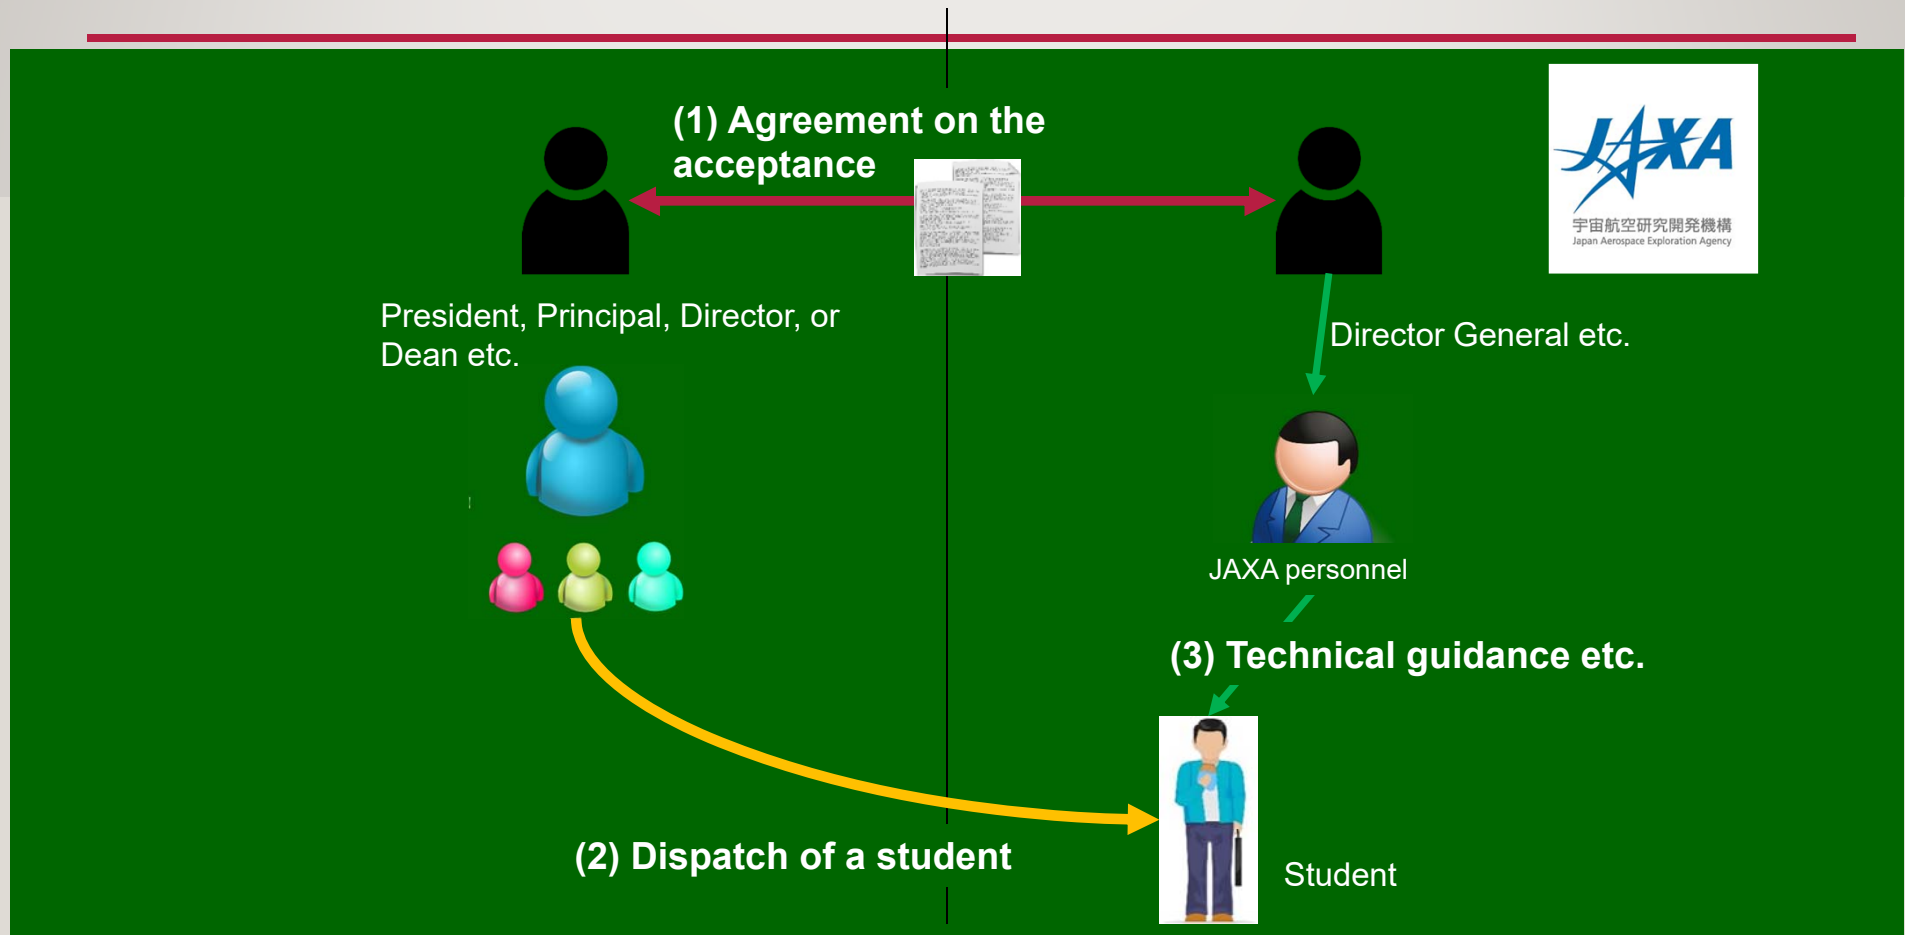 (1) Agreement on the
acceptance
JAXA
宇宙航空研究開発機構
Japan Aerospace Exploration Agency
President, Principal, Director, or
Dean etc.
Director General etc.
JAXA personnel
(3) Technical guidance etc.
(2) Dispatch of a student
Student